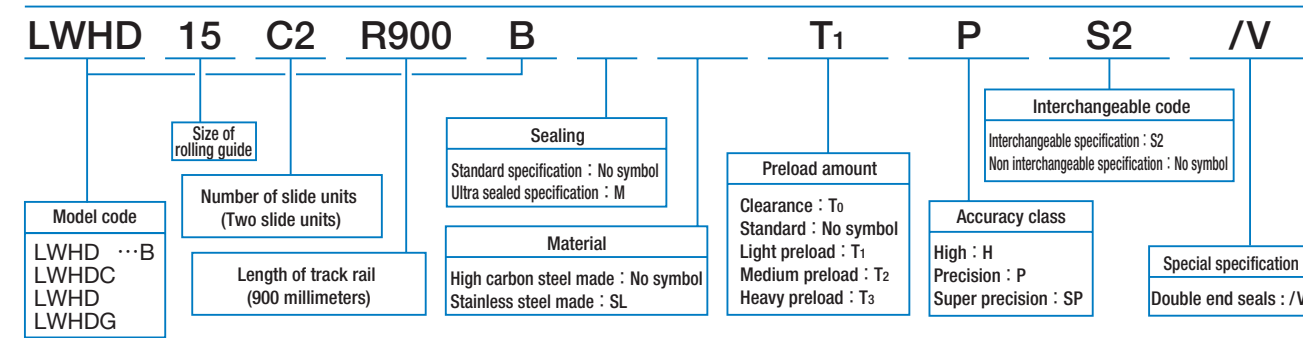 LWHD 15 C2 R900 B T1 P S2 /V
Size of
rolling guide
Number of slide units
(Two slide units)
Length of track rail
(900 millimeters)
Model code
LWHD …B
LWHDC
LWHD
LWHDG
Sealing
Standard specification : No symbol
Ultra sealed specification : M
Material
High carbon steel made : No symbol
Stainless steel made : SL
Preload amount
Clearance : T0
Standard : No symbol
Light preload : T1
Medium preload : T2
Heavy preload : T3
Interchangeable code
Interchangeable specification : S2
Non interchangeable specification : No symbol
Accuracy class
High : H
Precision : P
Super precision : SP
Special specification
Double end seals : /V